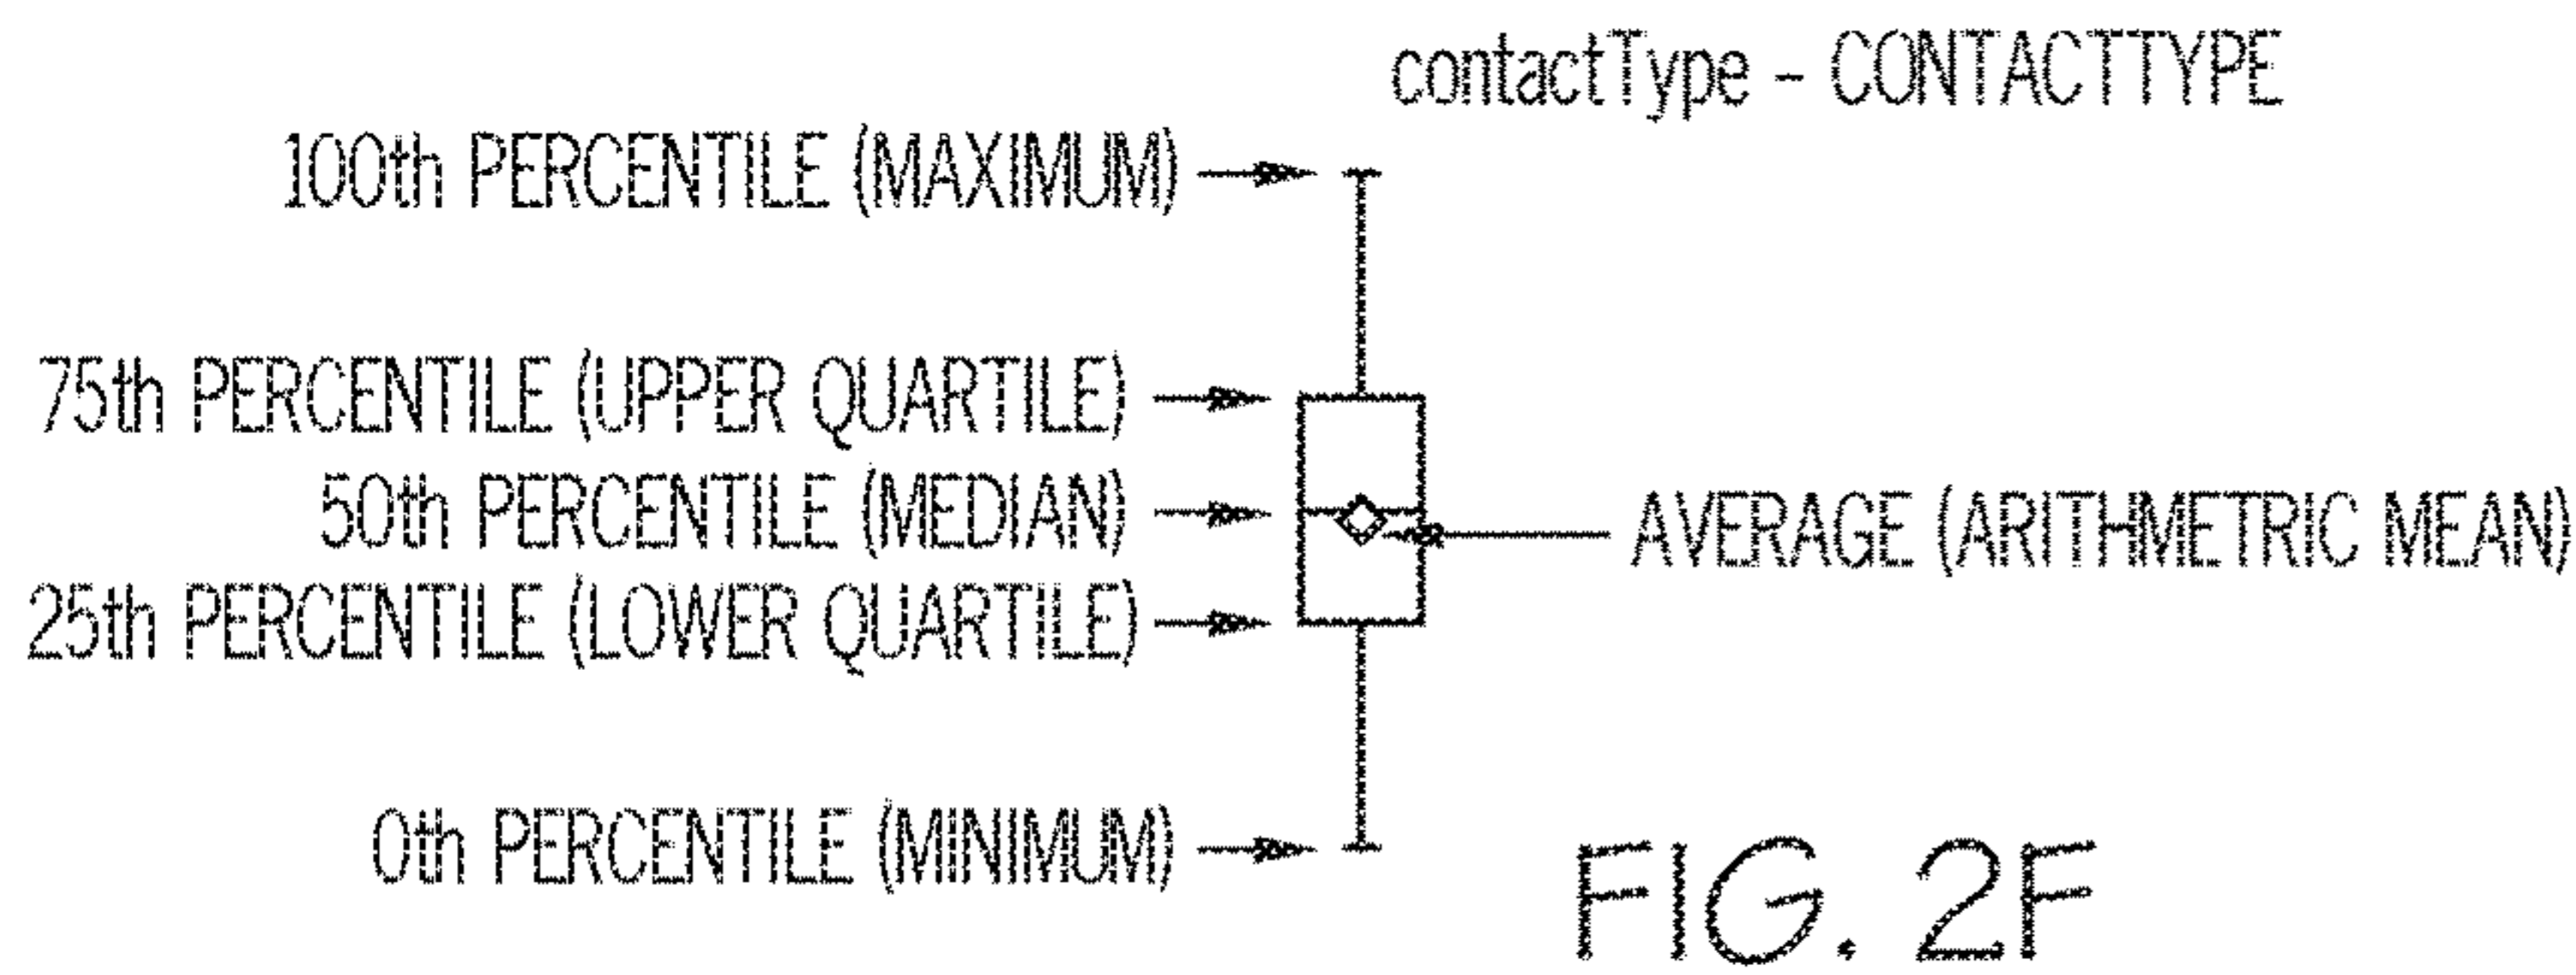 contactType - CONTACTTYPE
100th PERCENTILE (MAXIMUM)
75th PERCENTILE (UPPER QUARTILE)
50th PERCENTILE (MEDIAN)
AVERAGE (ARITHMETRIC MEAN)
25th PERCENTILE (LOWER QUARTILE)
0th PERCENTILE (MINIMUM)
FIG. 2F